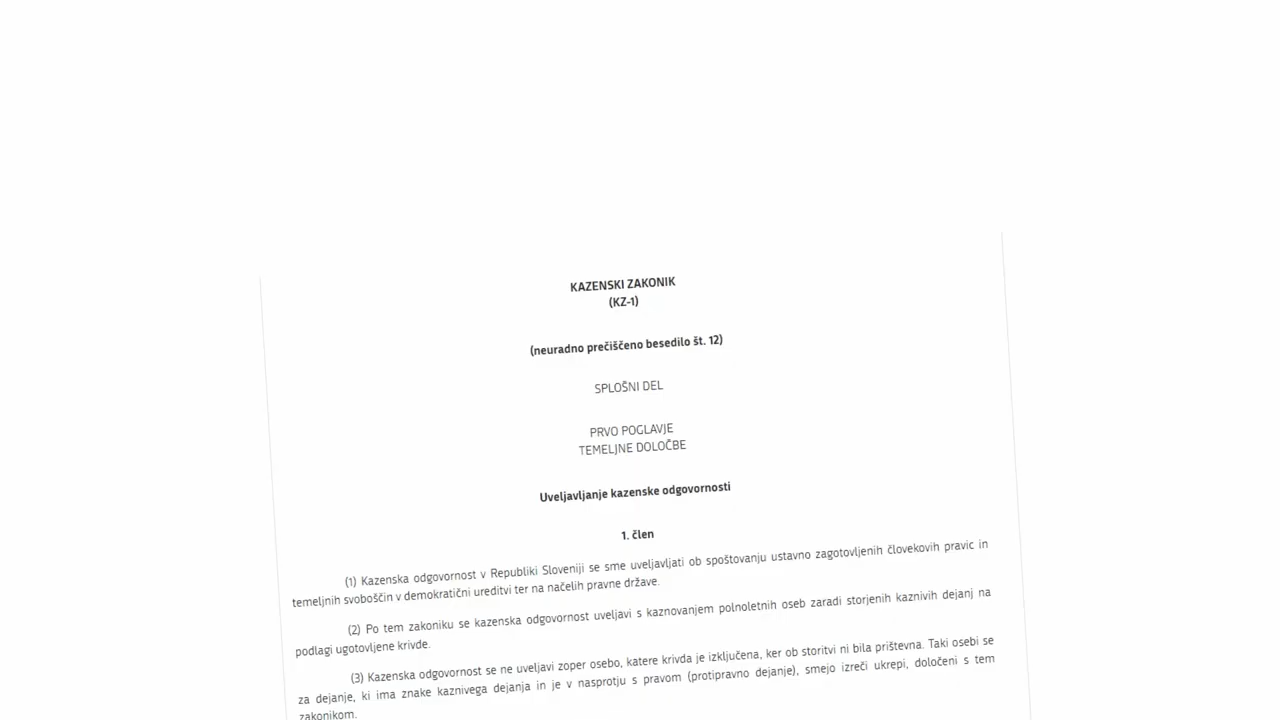 KAZENSKI ZAKONIK
(KZ-1)
(neuradno prečiščeno besedilo št. 12)
SPLOŠNI DEL
PRVO POGLAVJE
TEMELJNE DOLOČBE
Uveljavljanje kazenske odgovornosti
1. člen
(1) Kazenska odgovornost v Republiki Sloveniji se sme uveljavljati ob spoštovanju ustavno zagotovljenih človekovih pravic in
temeljnih svoboščin v demokratični ureditvi ter na načelih pravne države.
(2) Po tem zakoniku se kazenska odgovornost uveljavi s kaznovanjem polnoletnih oseb zaradi storjenih kaznivih dejanj na
podlagi ugotovljene krivde.
(3) Kazenska odgovornost se ne uveljavi zoper osebo, katere krivda je izključena, ker ob storitvi ni bila prištevna. Taki osebi se
za dejanje, ki ima znake kaznivega dejanja in je v nasprotju s pravom (protipravno dejanje), smejo izreči ukrepi, določeni s tem
zakonikom.